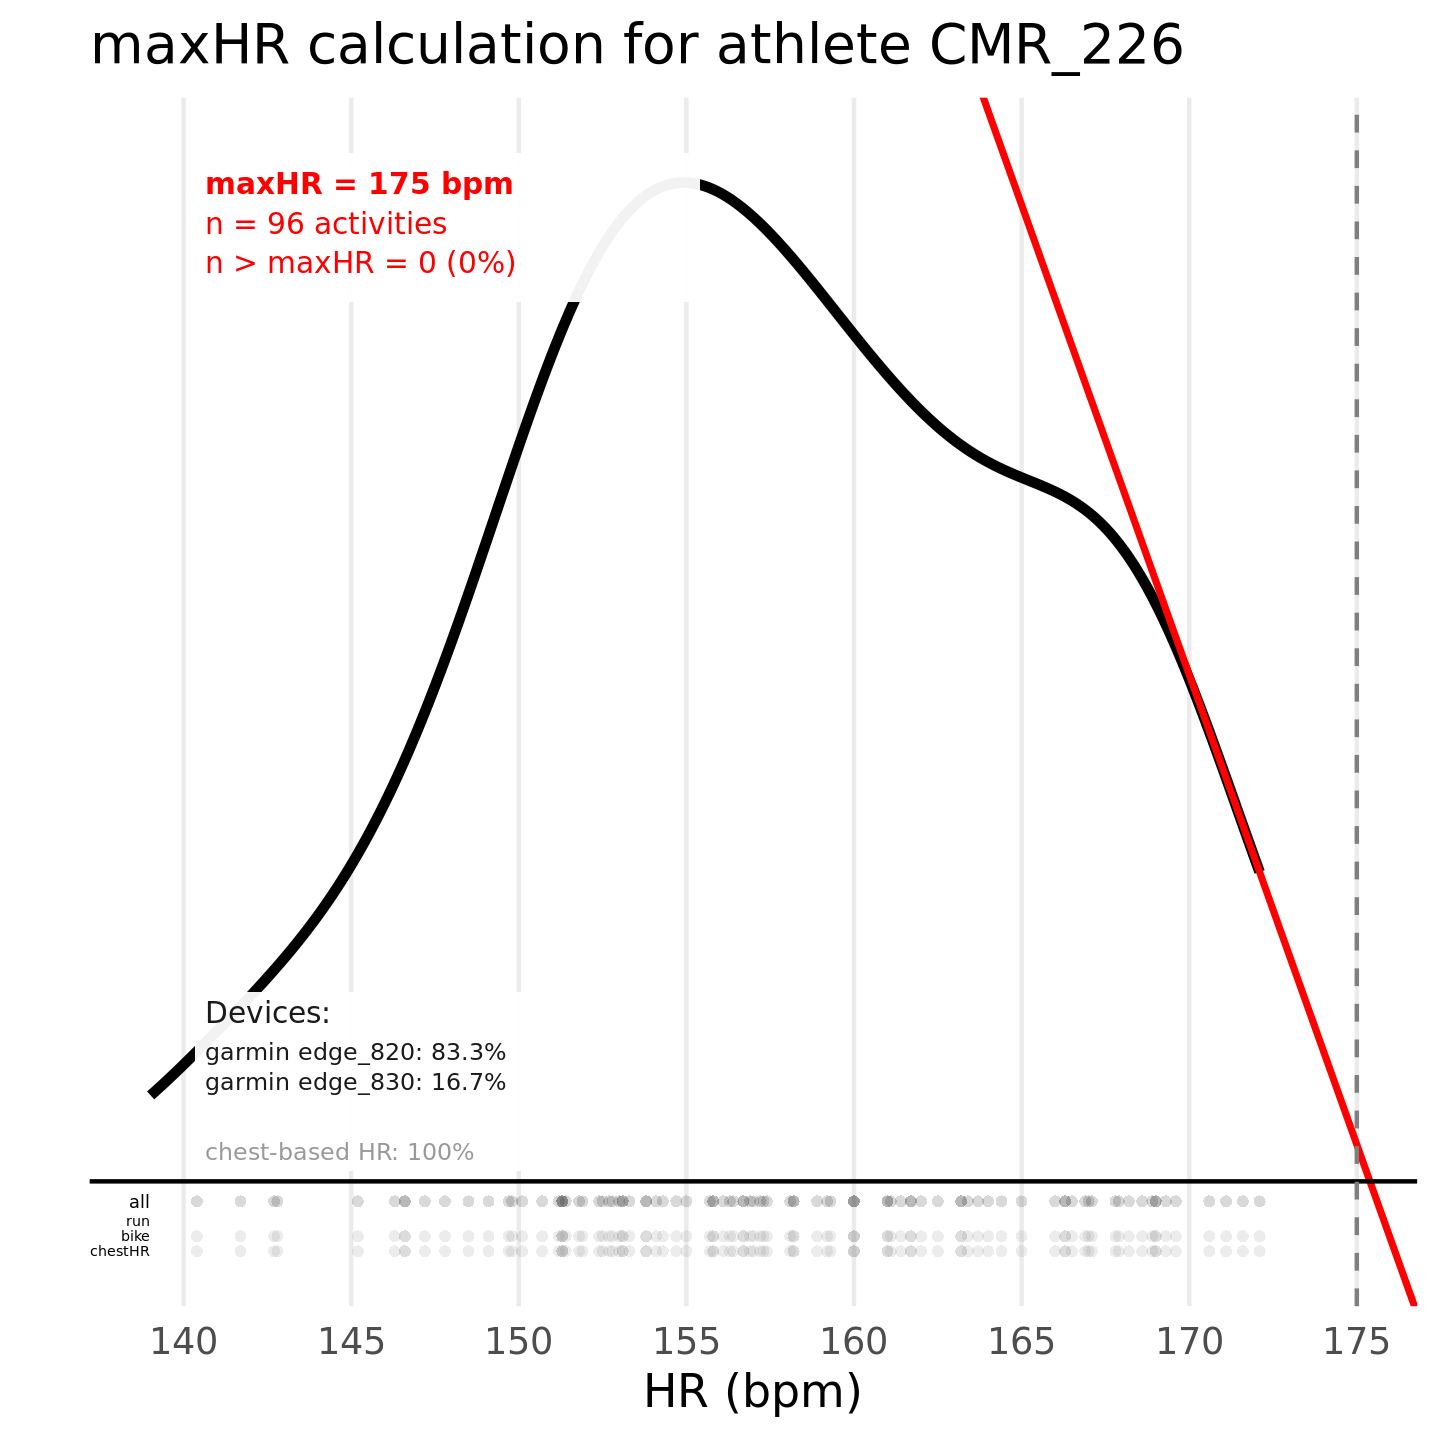 maxHR calculation for athlete CMR_226
maxHR = 175 bpm
n = 96 activities
n > maxHR = 0 (0%)
Devices:
garmin edge_820: 83.3%
garmin edge_830: 16.7%
chest-based HR: 100%
all
run
bike
chestHR
140 145 150 155 160 165 170 175
HR (bpm)